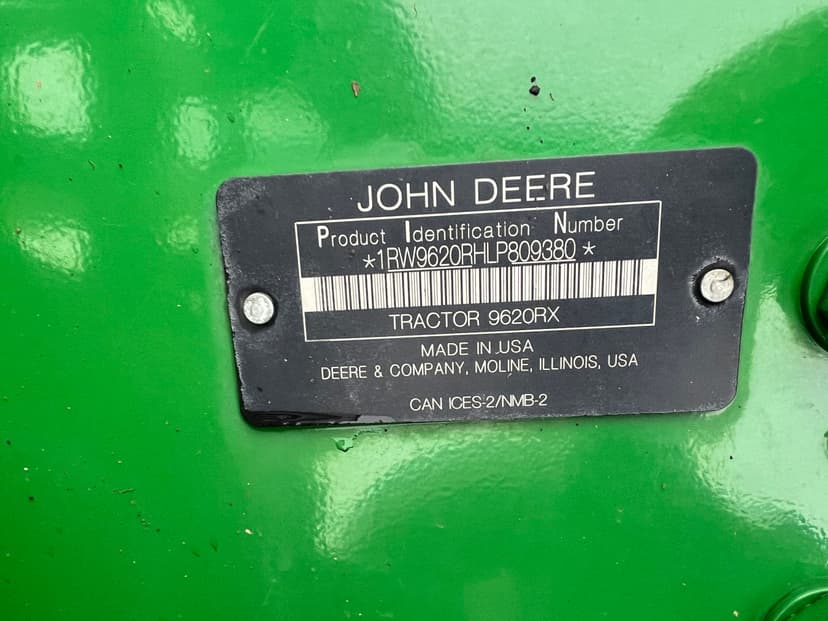 JOHN DEERE
Product Identification Number
*1RW9620RHLP809380*
TRACTOR 9620RX
MADE IN USA
DEERE & COMPANY, MOLINE, ILLINOIS, USA
CAN ICES-2/NMB-2